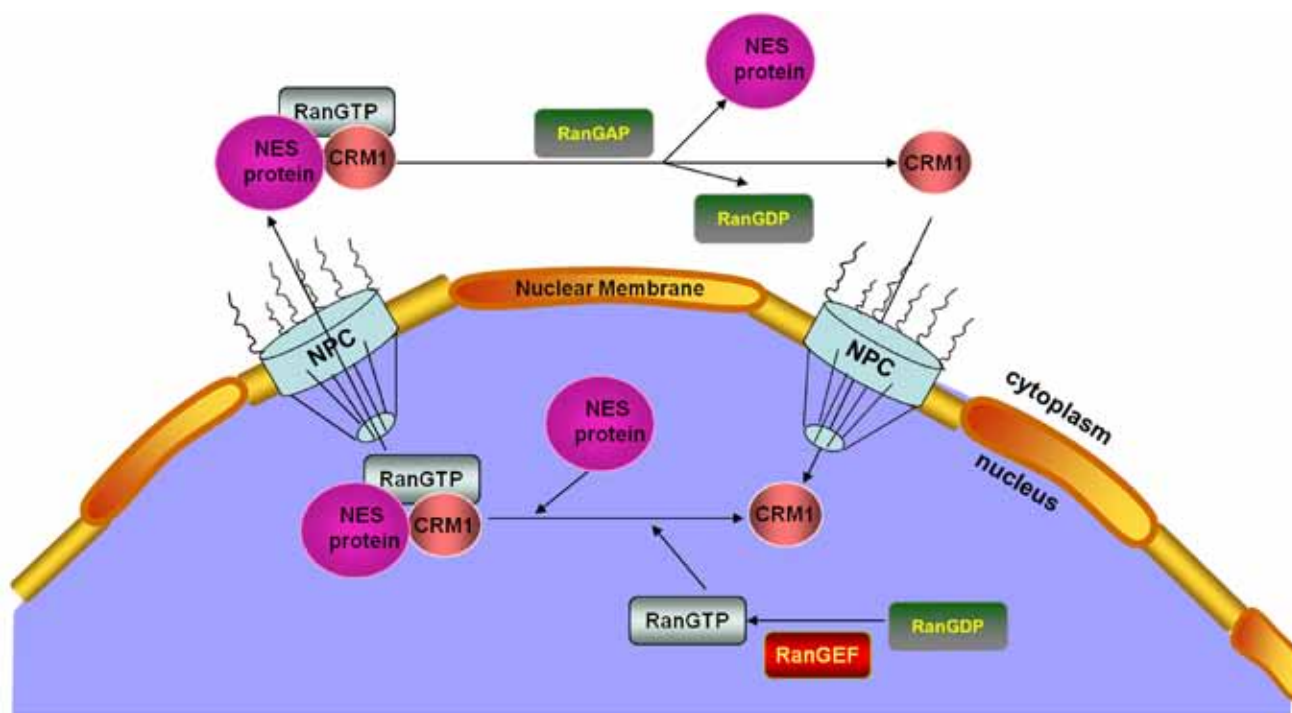 NES
protein
RanGTP
NES
protein
CRM1
RanGAP
CRM1
RanGDP
Nuclear Membrane
NPC
NPC
cytoplasm
nucleus
NES
protein
RanGTP
NES
protein
CRM1
CRM1
RanGTP
RanGDP
RanGEF